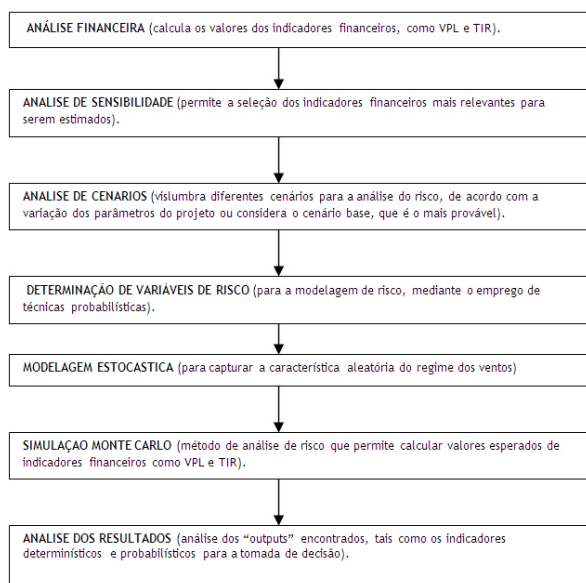 ANÁLISE FINANCEIRA (calcula os valores dos indicadores financeiros, como VPL e TIR).
ANALISE DE SENSIBILIDADE (permite a seleção dos indicadores financeiros mais relevantes para
serem estimados).
ANALISE DE CENARIOS (vislumbra diferentes cenários para a análise do risco, de acordo com a
variação dos parâmetros do projeto ou considera o cenário base, que é o mais provável).
DETERMINAÇÃO DE VARIÁVEIS DE RISCO (para a modelagem de risco, mediante o emprego de
técnicas probabilísticas).
MODELAGEM ESTOCASTICA (para capturar a característica aleatória do regime dos ventos)
SIMULAÇAO MONTE CARLO (método de análise de risco que permite calcular valores esperados de
indicadores financeiros como VPL e TIR).
ANALISE DOS RESULTADOS (análise dos “outputs” encontrados, tais como os indicadores
determinísticos e probabilísticos para a tomada de decisão).